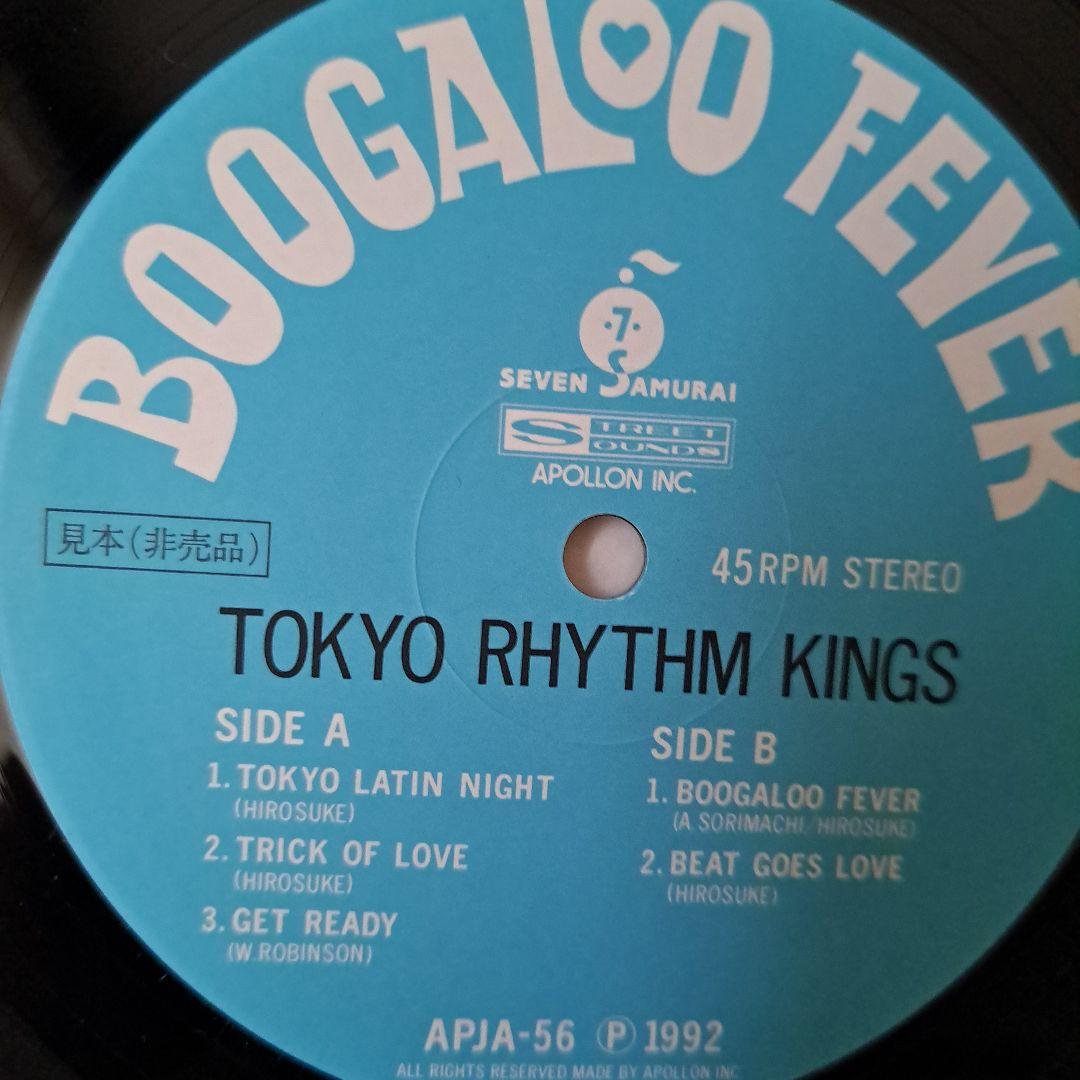 BOOGALOO FEVER
·7·
SEVEN SAMURAI
STREET SOUNDS
APOLLON INC.
見本(非売品)
45RPM STEREO
TOKYO RHYTHM KINGS
SIDE A
1. TOKYO LATIN NIGHT
(HIROSUKE)
2. TRICK OF LOVE
(HIROSUKE)
3. GET READY
(W.ROBINSON)
SIDE B
1. BOOGALOO FEVER
(A.SORIMACHI/HIROSUKE)
2. BEAT GOES LOVE
(HIROSUKE)
APJA-56 Ⓟ 1992
ALL RIGHTS RESERVED MADE BY APOLLON INC